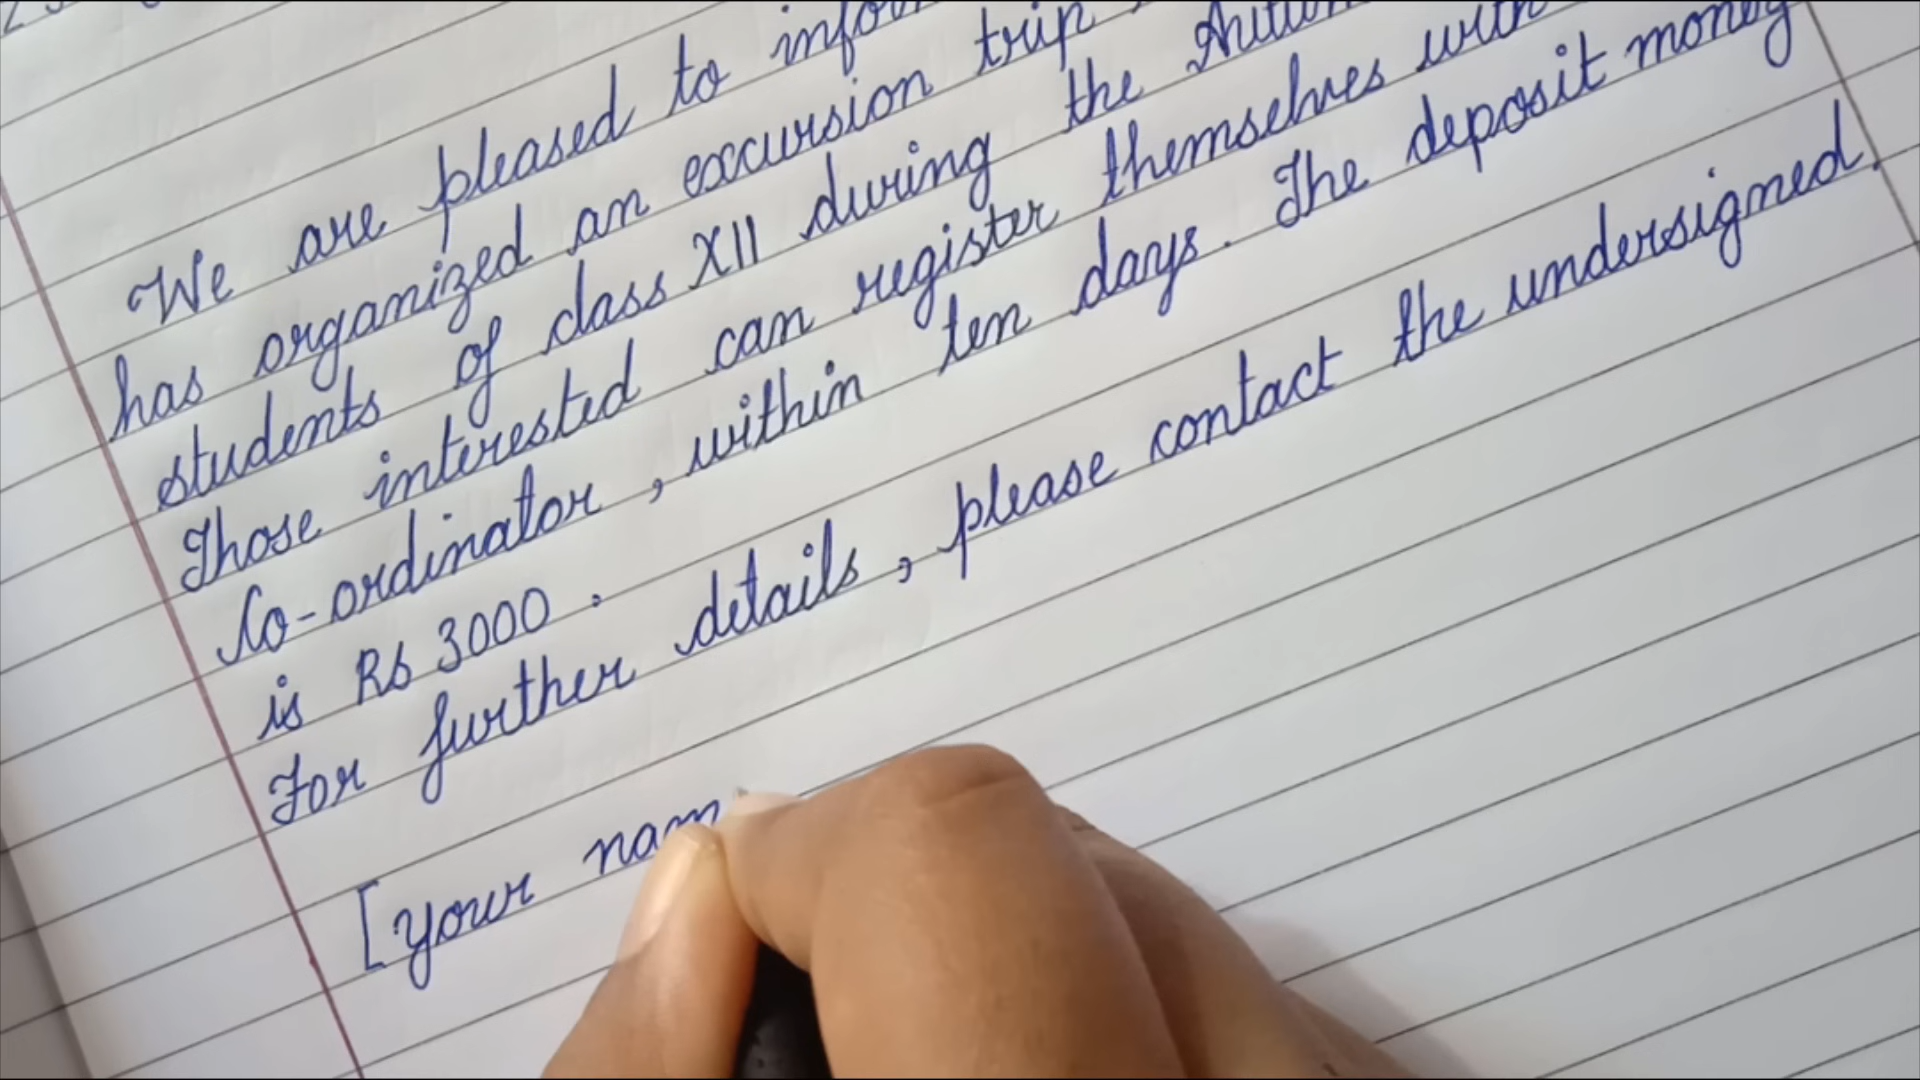 We are pleased to
has organized an excursion trip
students of class XII during the
Those interested can register themselves with
Co-ordinator, within ten days. The deposit money
is Rs 3000.
For further details, please contact the undersigned.
[Your nam